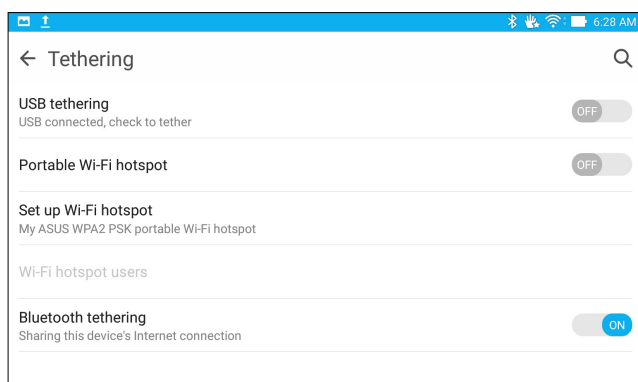 6:28 AM
Tethering
USB tethering
OFF
USB connected, check to tether
Portable Wi-Fi hotspot
OFF
Set up Wi-Fi hotspot
My ASUS WPA2 PSK portable Wi-Fi hotspot
Wi-Fi hotspot users
Bluetooth tethering
ON
Sharing this device's Internet connection